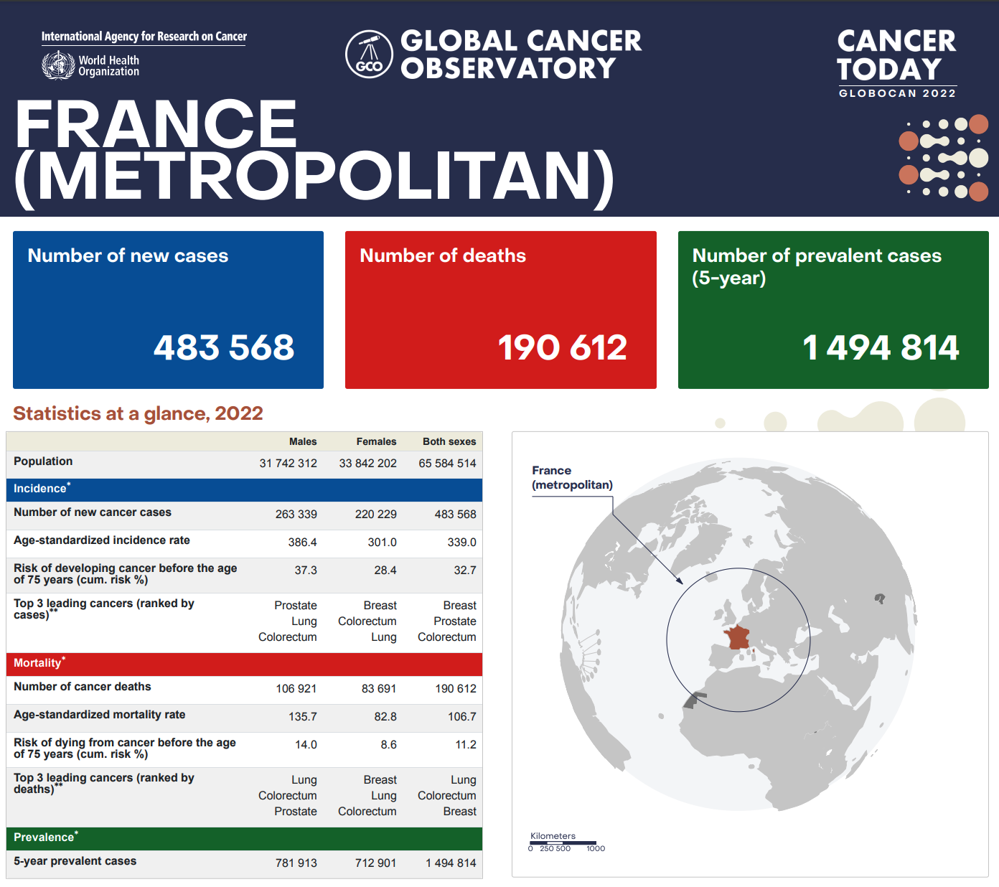 International Agency for Research on Cancer
World Health
Organization
GCO
GLOBAL CANCER
OBSERVATORY
CANCER
TODAY
GLOBOCAN 2022
FRANCE
(METROPOLITAN)
Number of new cases
483 568
Number of deaths
190 612
Number of prevalent cases
(5-year)
1 494 814
Statistics at a glance, 2022
Males Females Both sexes
Population 31 742 312 33 842 202 65 584 514
Incidence*
Number of new cancer cases 263 339 220 229 483 568
Age-standardized incidence rate 386.4 301.0 339.0
Risk of developing cancer before the age
of 75 years (cum. risk %) 37.3 28.4 32.7
Top 3 leading cancers (ranked by
cases)**
Prostate Breast Breast
Lung Colorectum Prostate
Colorectum Lung Colorectum
Mortality*
Number of cancer deaths 106 921 83 691 190 612
Age-standardized mortality rate 135.7 82.8 106.7
Risk of dying from cancer before the age
of 75 years (cum. risk %) 14.0 8.6 11.2
Top 3 leading cancers (ranked by
deaths)**
Lung Breast Lung
Colorectum Lung Colorectum
Prostate Colorectum Breast
Prevalence*
5-year prevalent cases 781 913 712 901 1 494 814
France
(metropolitan)
Kilometers
0 250 500 1000